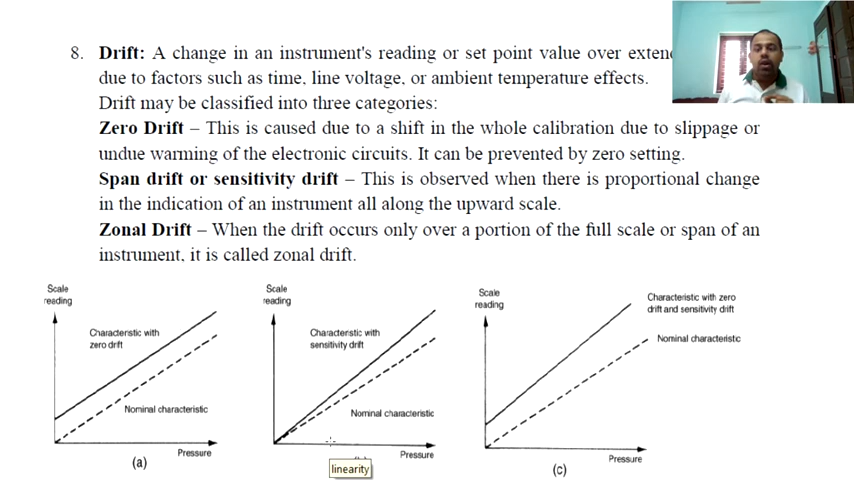 8. Drift: A change in an instrument's reading or set point value over exten
due to factors such as time, line voltage, or ambient temperature effects.
Drift may be classified into three categories:
Zero Drift – This is caused due to a shift in the whole calibration due to slippage or
undue warming of the electronic circuits. It can be prevented by zero setting.
Span drift or sensitivity drift – This is observed when there is proportional change
in the indication of an instrument all along the upward scale.
Zonal Drift – When the drift occurs only over a portion of the full scale or span of an
instrument, it is called zonal drift.
Scale
reading
Characteristic with
zero drift
Nominal characteristic
Pressure
(a)
Scale
reading
Characteristic with
sensitivity drift
Nominal characteristic
Pressure
linearity
Scale
reading
Characteristic with zero
drift and sensitivity drift
Nominal characteristic
Pressure
(c)